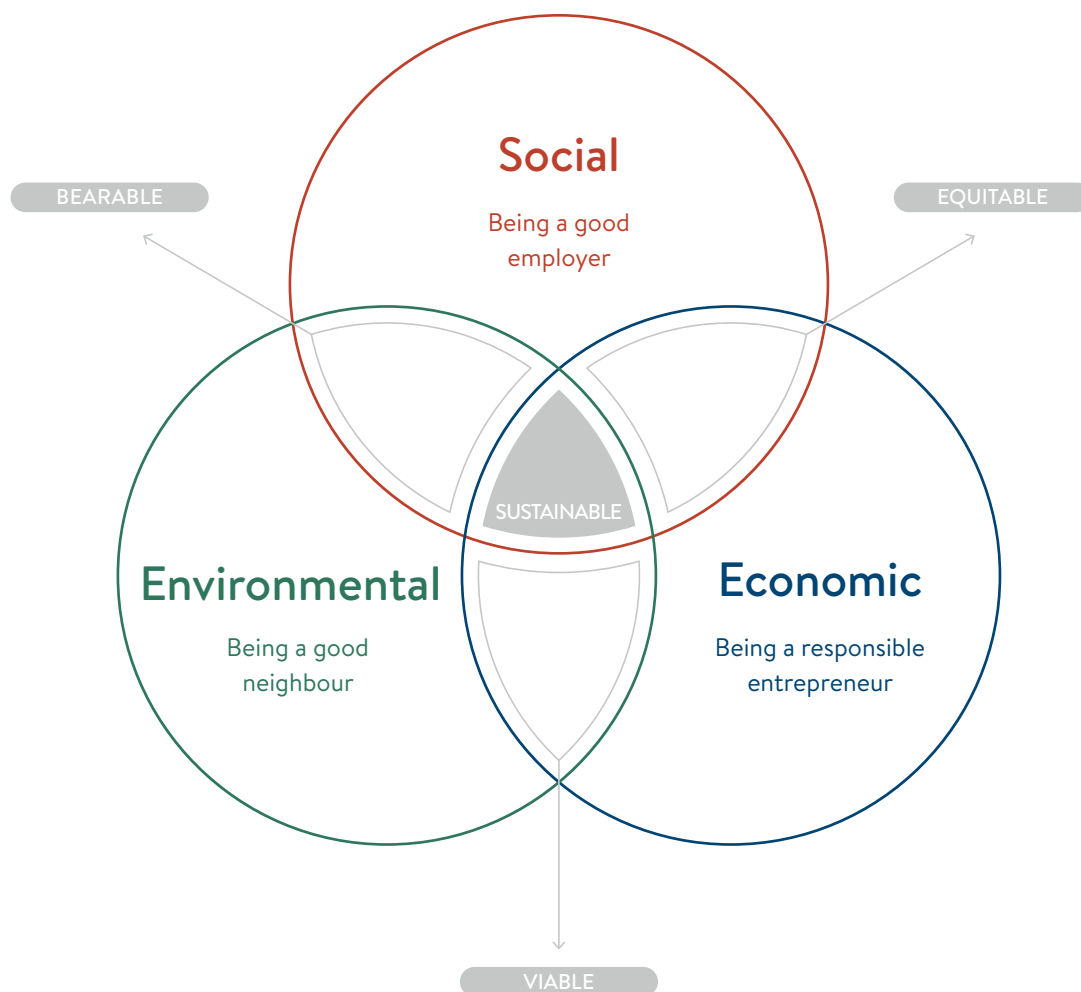 Social
BEARABLE
EQUITABLE
Being a good
employer
SUSTAINABLE
Environmental
Being a good
neighbour
Economic
Being a responsible
entrepreneur
VIABLE